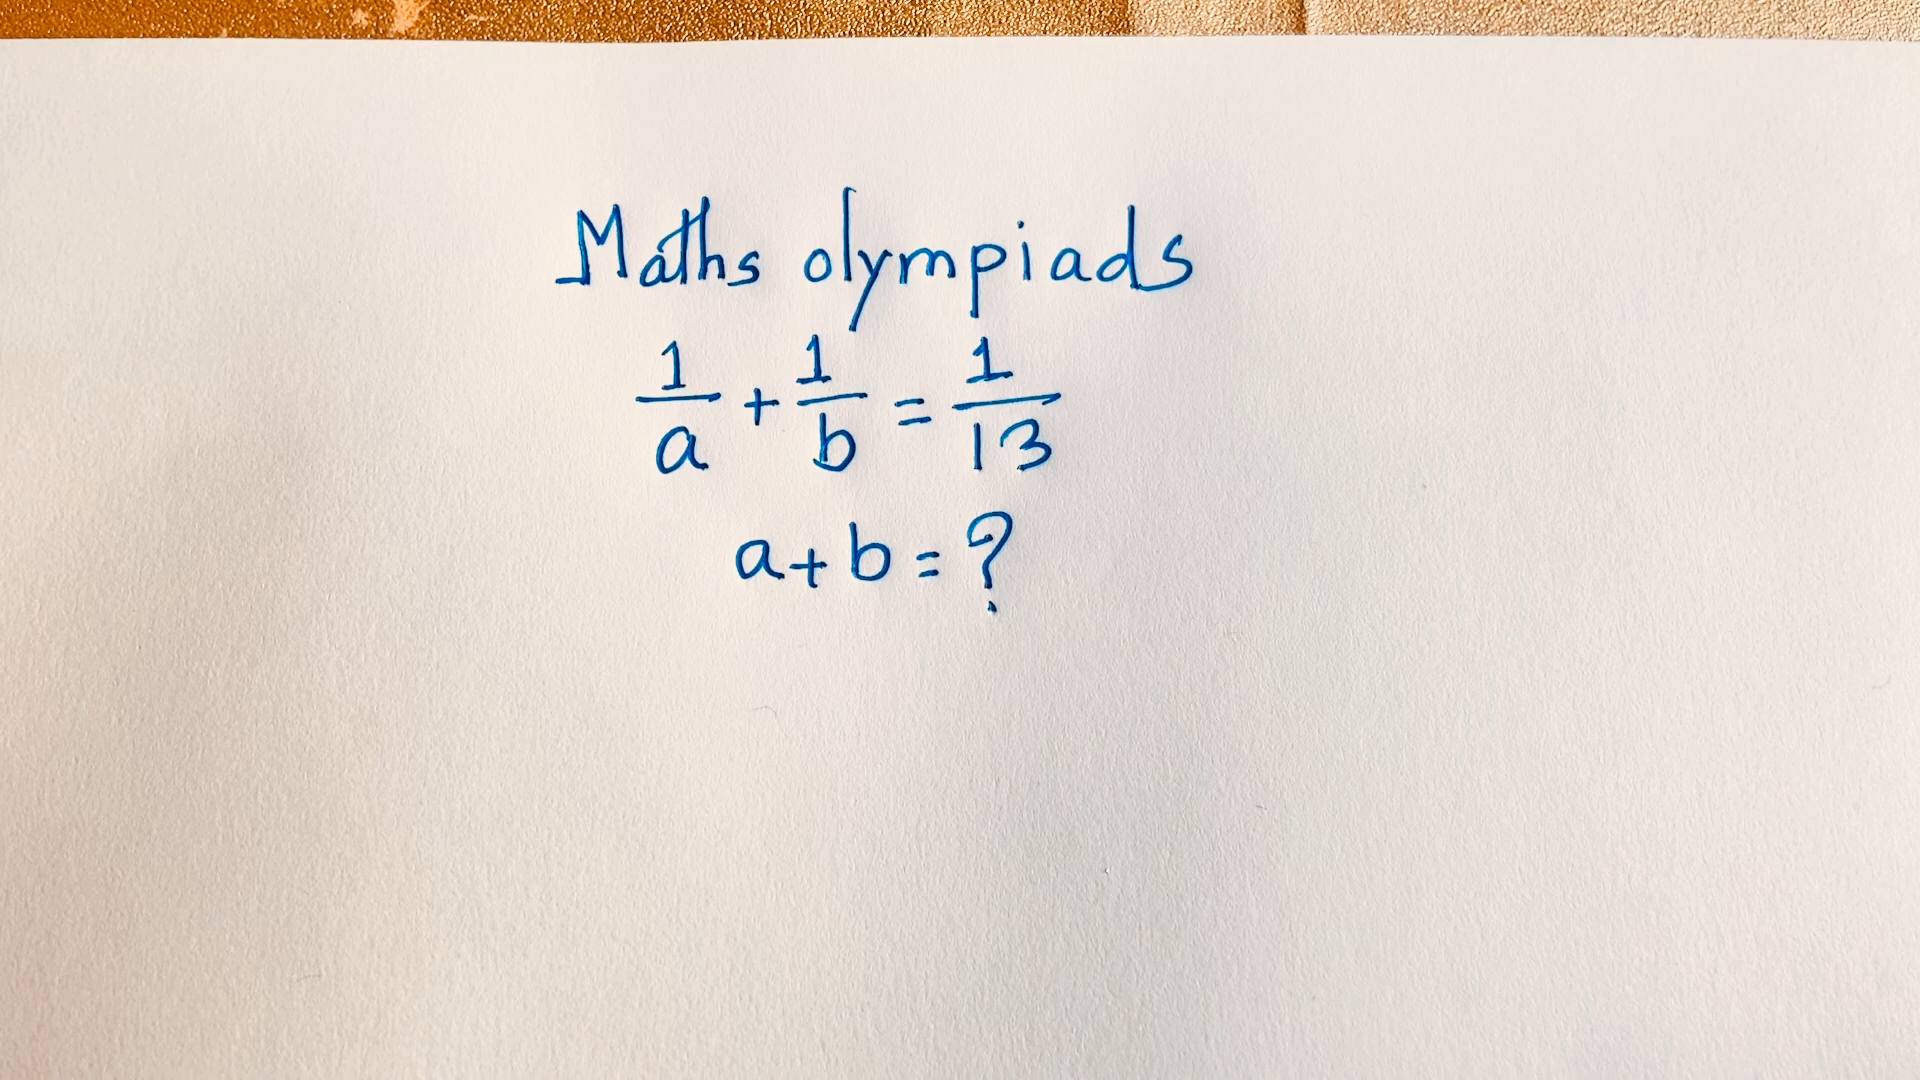 Maths olympiads
1/a + 1/b = 1/13
a+b=?